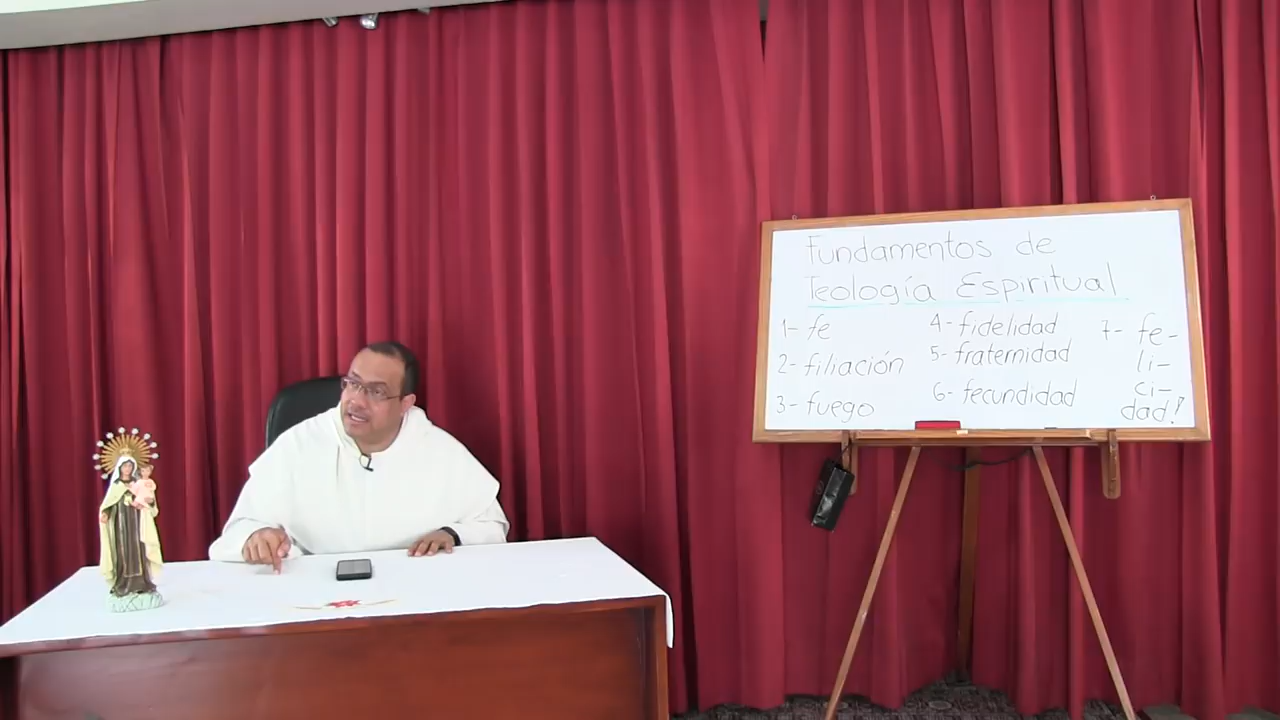 Fundamentos de
Teología Espiritual
1- fe
2- filiación
3- fuego
4- fidelidad
5- fraternidad
6- fecundidad
7- fe-
li-
ci-
dad!